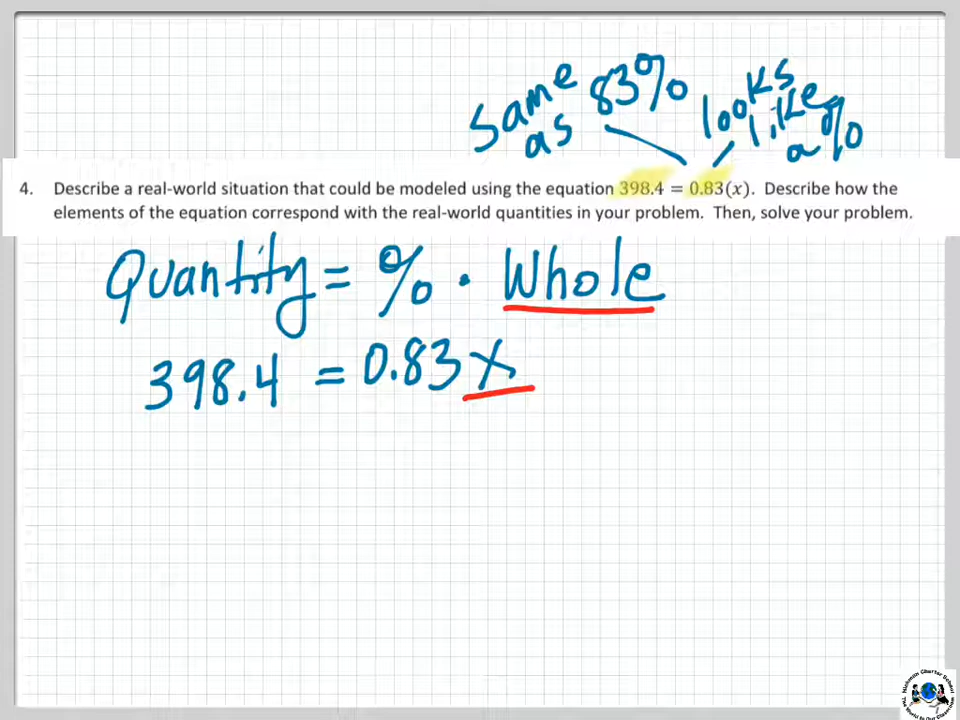 same as 83%
looks like a %
4. Describe a real-world situation that could be modeled using the equation 398.4 = 0.83(x). Describe how the
elements of the equation correspond with the real-world quantities in your problem. Then, solve your problem.
Quantity = % · Whole
398.4 = 0.83x